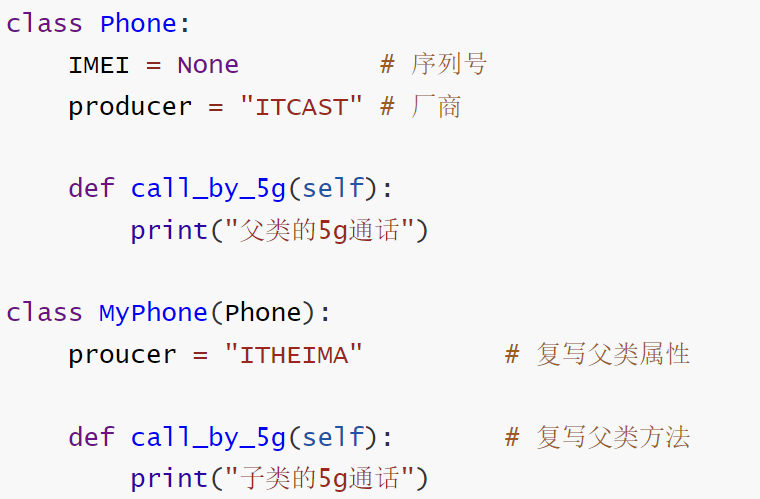 class Phone:
    IMEI = None         # 序列号
    producer = "ITCAST" # 厂商
    def call_by_5g(self):
        print("父类的5g通话")
class MyPhone(Phone):
    proucer = "ITHEIMA"         # 复写父类属性
    def call_by_5g(self):       # 复写父类方法
        print("子类的5g通话")